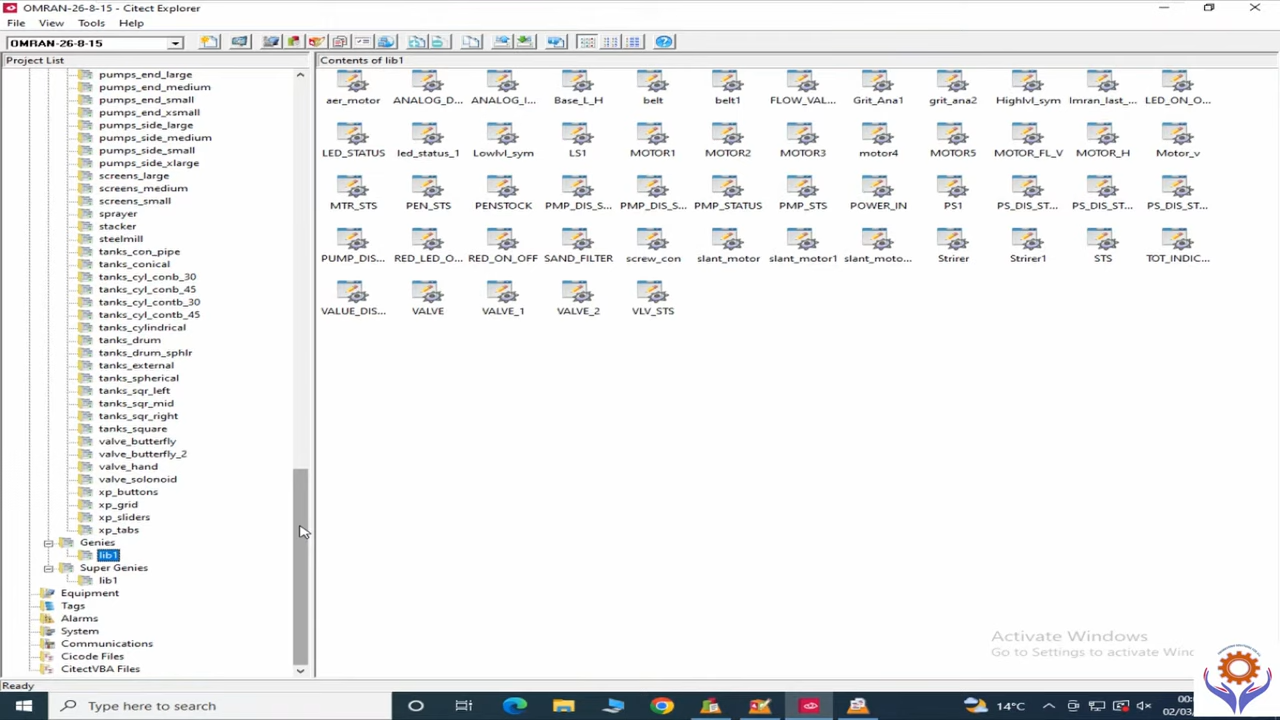 OMRAN-26-8-15 - Citect Explorer
File View Tools Help
OMRAN-26-8-15
Project List
pumps_end_large
pumps_end_medium
pumps_end_small
pumps_end_xsmall
pumps_side_large
pumps_side_medium
pumps_side_small
pumps_side_xlarge
screens_large
screens_medium
screens_small
sprayer
stacker
steelmill
tanks_con_pipe
tanks_conical
tanks_cyl_conb_30
tanks_cyl_conb_45
tanks_cyl_contb_30
tanks_cyl_contb_45
tanks_cylindrical
tanks_drum
tanks_drum_sphlr
tanks_external
tanks_spherical
tanks_sqr_left
tanks_sqr_mid
tanks_sqr_right
tanks_square
valve_butterfly
valve_butterfly_2
valve_hand
valve_solonoid
xp_buttons
xp_grid
xp_sliders
xp_tabs
Genies
lib1
Super Genies
lib1
Equipment
Tags
Alarms
System
Communications
Cicode Files
CitectVBA Files
Contents of lib1
aer_motor ANALOG_D... ANALOG_I... Base_L_H belt belt1 FLOW_VAL... Grit_Ana1 grit_ana2 Highlvl_sym Imran_last_... LED_ON_O...
LED_STATUS led_status_1 Lowlvl_sym LS1 MOTOR1 MOTOR2 MOTOR3 motor4 MOTOR5 MOTOR_FL_V MOTOR_H Motor_v
MTR_STS PEN_STS PENSTOCK PMP_DIS_S... PMP_DIS_S... PMP_STATUS PMP_STS POWER_IN PS1 PS_DIS_ST... PS_DIS_ST... PS_DIS_ST...
PUMP_DIS... RED_LED_O... RED_ON_OFF SAND_FILTER screw_con slant_motor slant_motor1 slant_moto... Strirer Strirer1 STS TOT_INDIC...
VALUE_DIS... VALVE VALVE_1 VALVE_2 VLV_STS
Activate Windows
Go to Settings to activate Win
Ready
Type here to search
14°C
00:
02/03